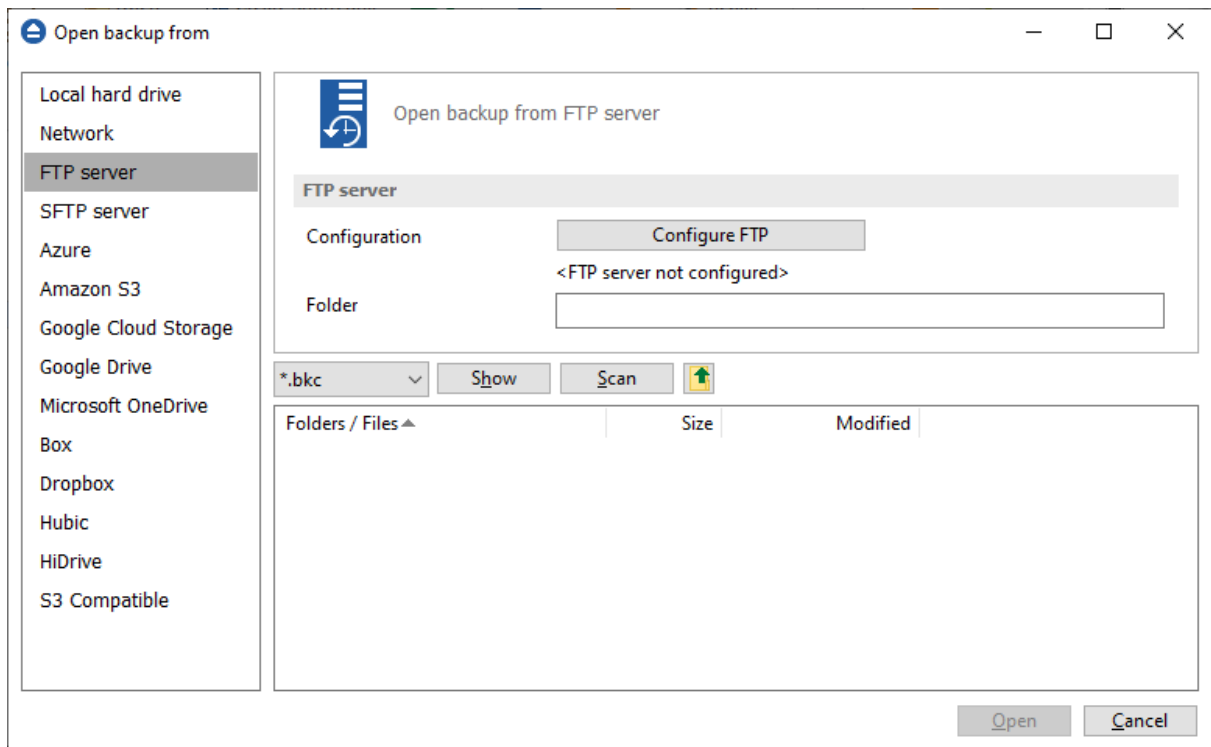 Open backup from
Local hard drive
Network
FTP server
SFTP server
Azure
Amazon S3
Google Cloud Storage
Google Drive
Microsoft OneDrive
Box
Dropbox
Hubic
HiDrive
S3 Compatible
Open backup from FTP server
FTP server
Configuration
Configure FTP
<FTP server not configured>
Folder
*.bkc Show Scan
Folders / Files Size Modified
Open Cancel